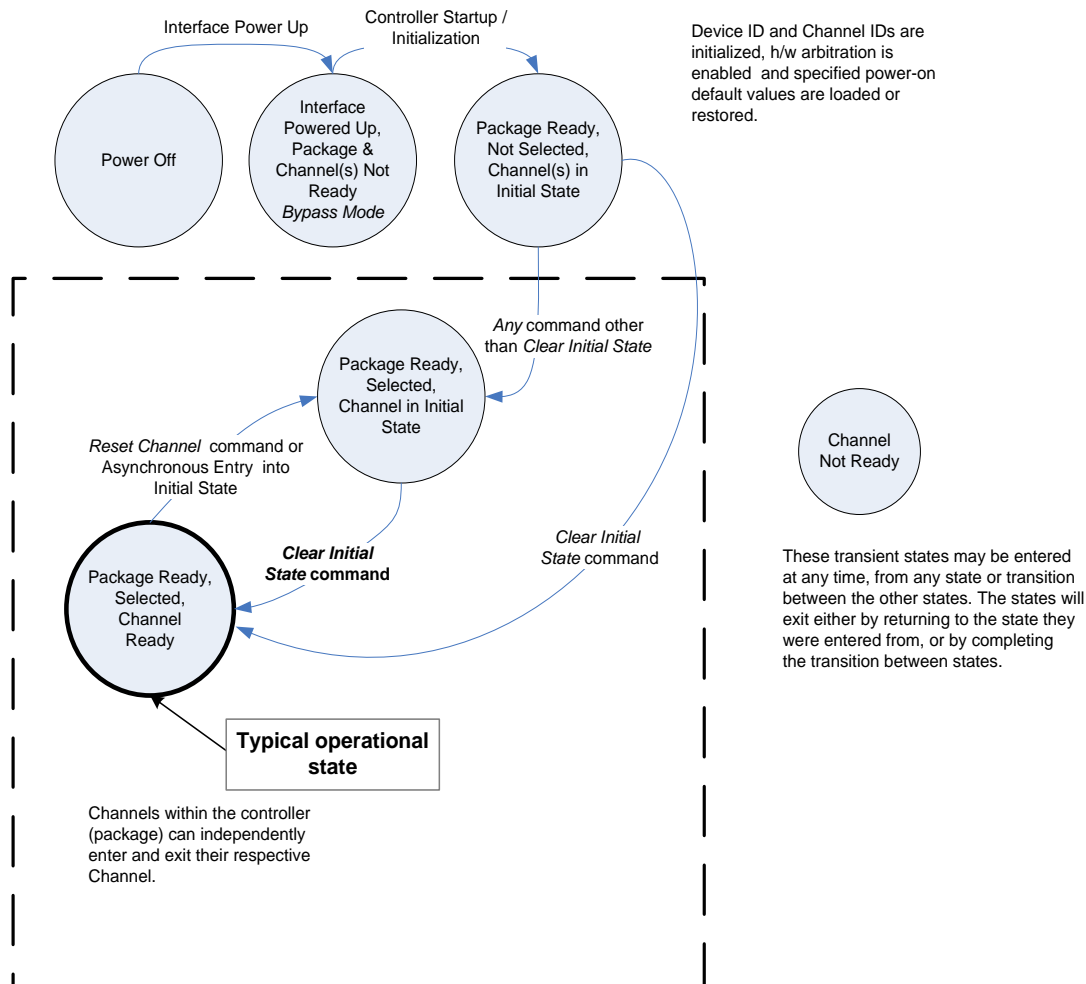 Interface Power Up
Controller Startup /
Initialization
Device ID and Channel IDs are
initialized, h/w arbitration is
enabled and specified power-on
default values are loaded or
restored.
Power Off
Interface
Powered Up,
Package &
Channel(s) Not
Ready
Bypass Mode
Package Ready,
Not Selected,
Channel(s) in
Initial State
Any command other
than Clear Initial State
Package Ready,
Selected,
Channel in Initial
State
Reset Channel command or
Asynchronous Entry into
Initial State
Clear Initial
State command
Clear Initial
State command
Channel
Not Ready
Package Ready,
Selected,
Channel
Ready
These transient states may be entered
at any time, from any state or transition
between the other states. The states will
exit either by returning to the state they
were entered from, or by completing
the transition between states.
Typical operational
state
Channels within the controller
(package) can independently
enter and exit their respective
Channel.